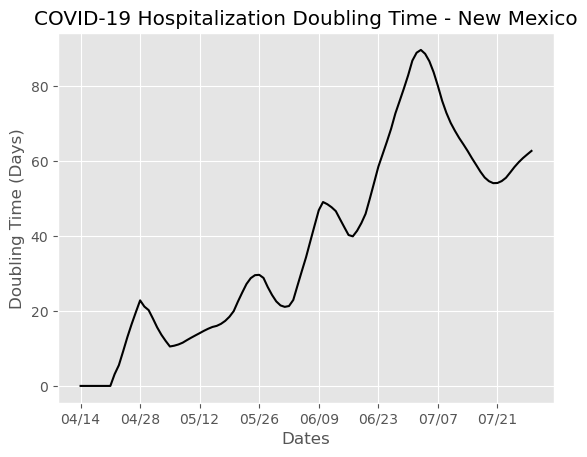 COVID-19 Hospitalization Doubling Time - New Mexico
Doubling Time (Days)
80
60
40
20
0
04/14 04/28 05/12 05/26 06/09 06/23 07/07 07/21
Dates